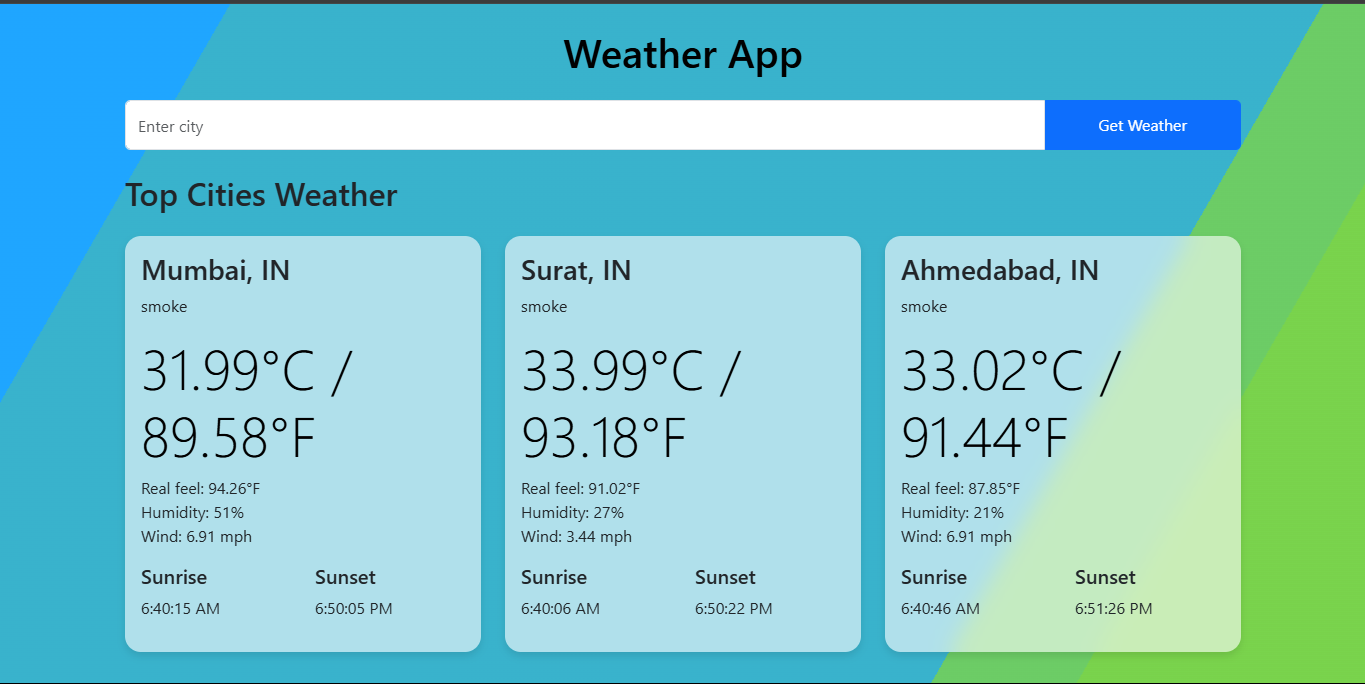 Weather App
Enter city
Get Weather
Top Cities Weather
Mumbai, IN
smoke
31.99°C /
89.58°F
Real feel: 94.26°F
Humidity: 51%
Wind: 6.91 mph
Sunrise
Sunset
6:40:15 AM
6:50:05 PM
Surat, IN
smoke
33.99°C /
93.18°F
Real feel: 91.02°F
Humidity: 27%
Wind: 3.44 mph
Sunrise
Sunset
6:40:06 AM
6:50:22 PM
Ahmedabad, IN
smoke
33.02°C /
91.44°F
Real feel: 87.85°F
Humidity: 21%
Wind: 6.91 mph
Sunrise
Sunset
6:40:46 AM
6:51:26 PM